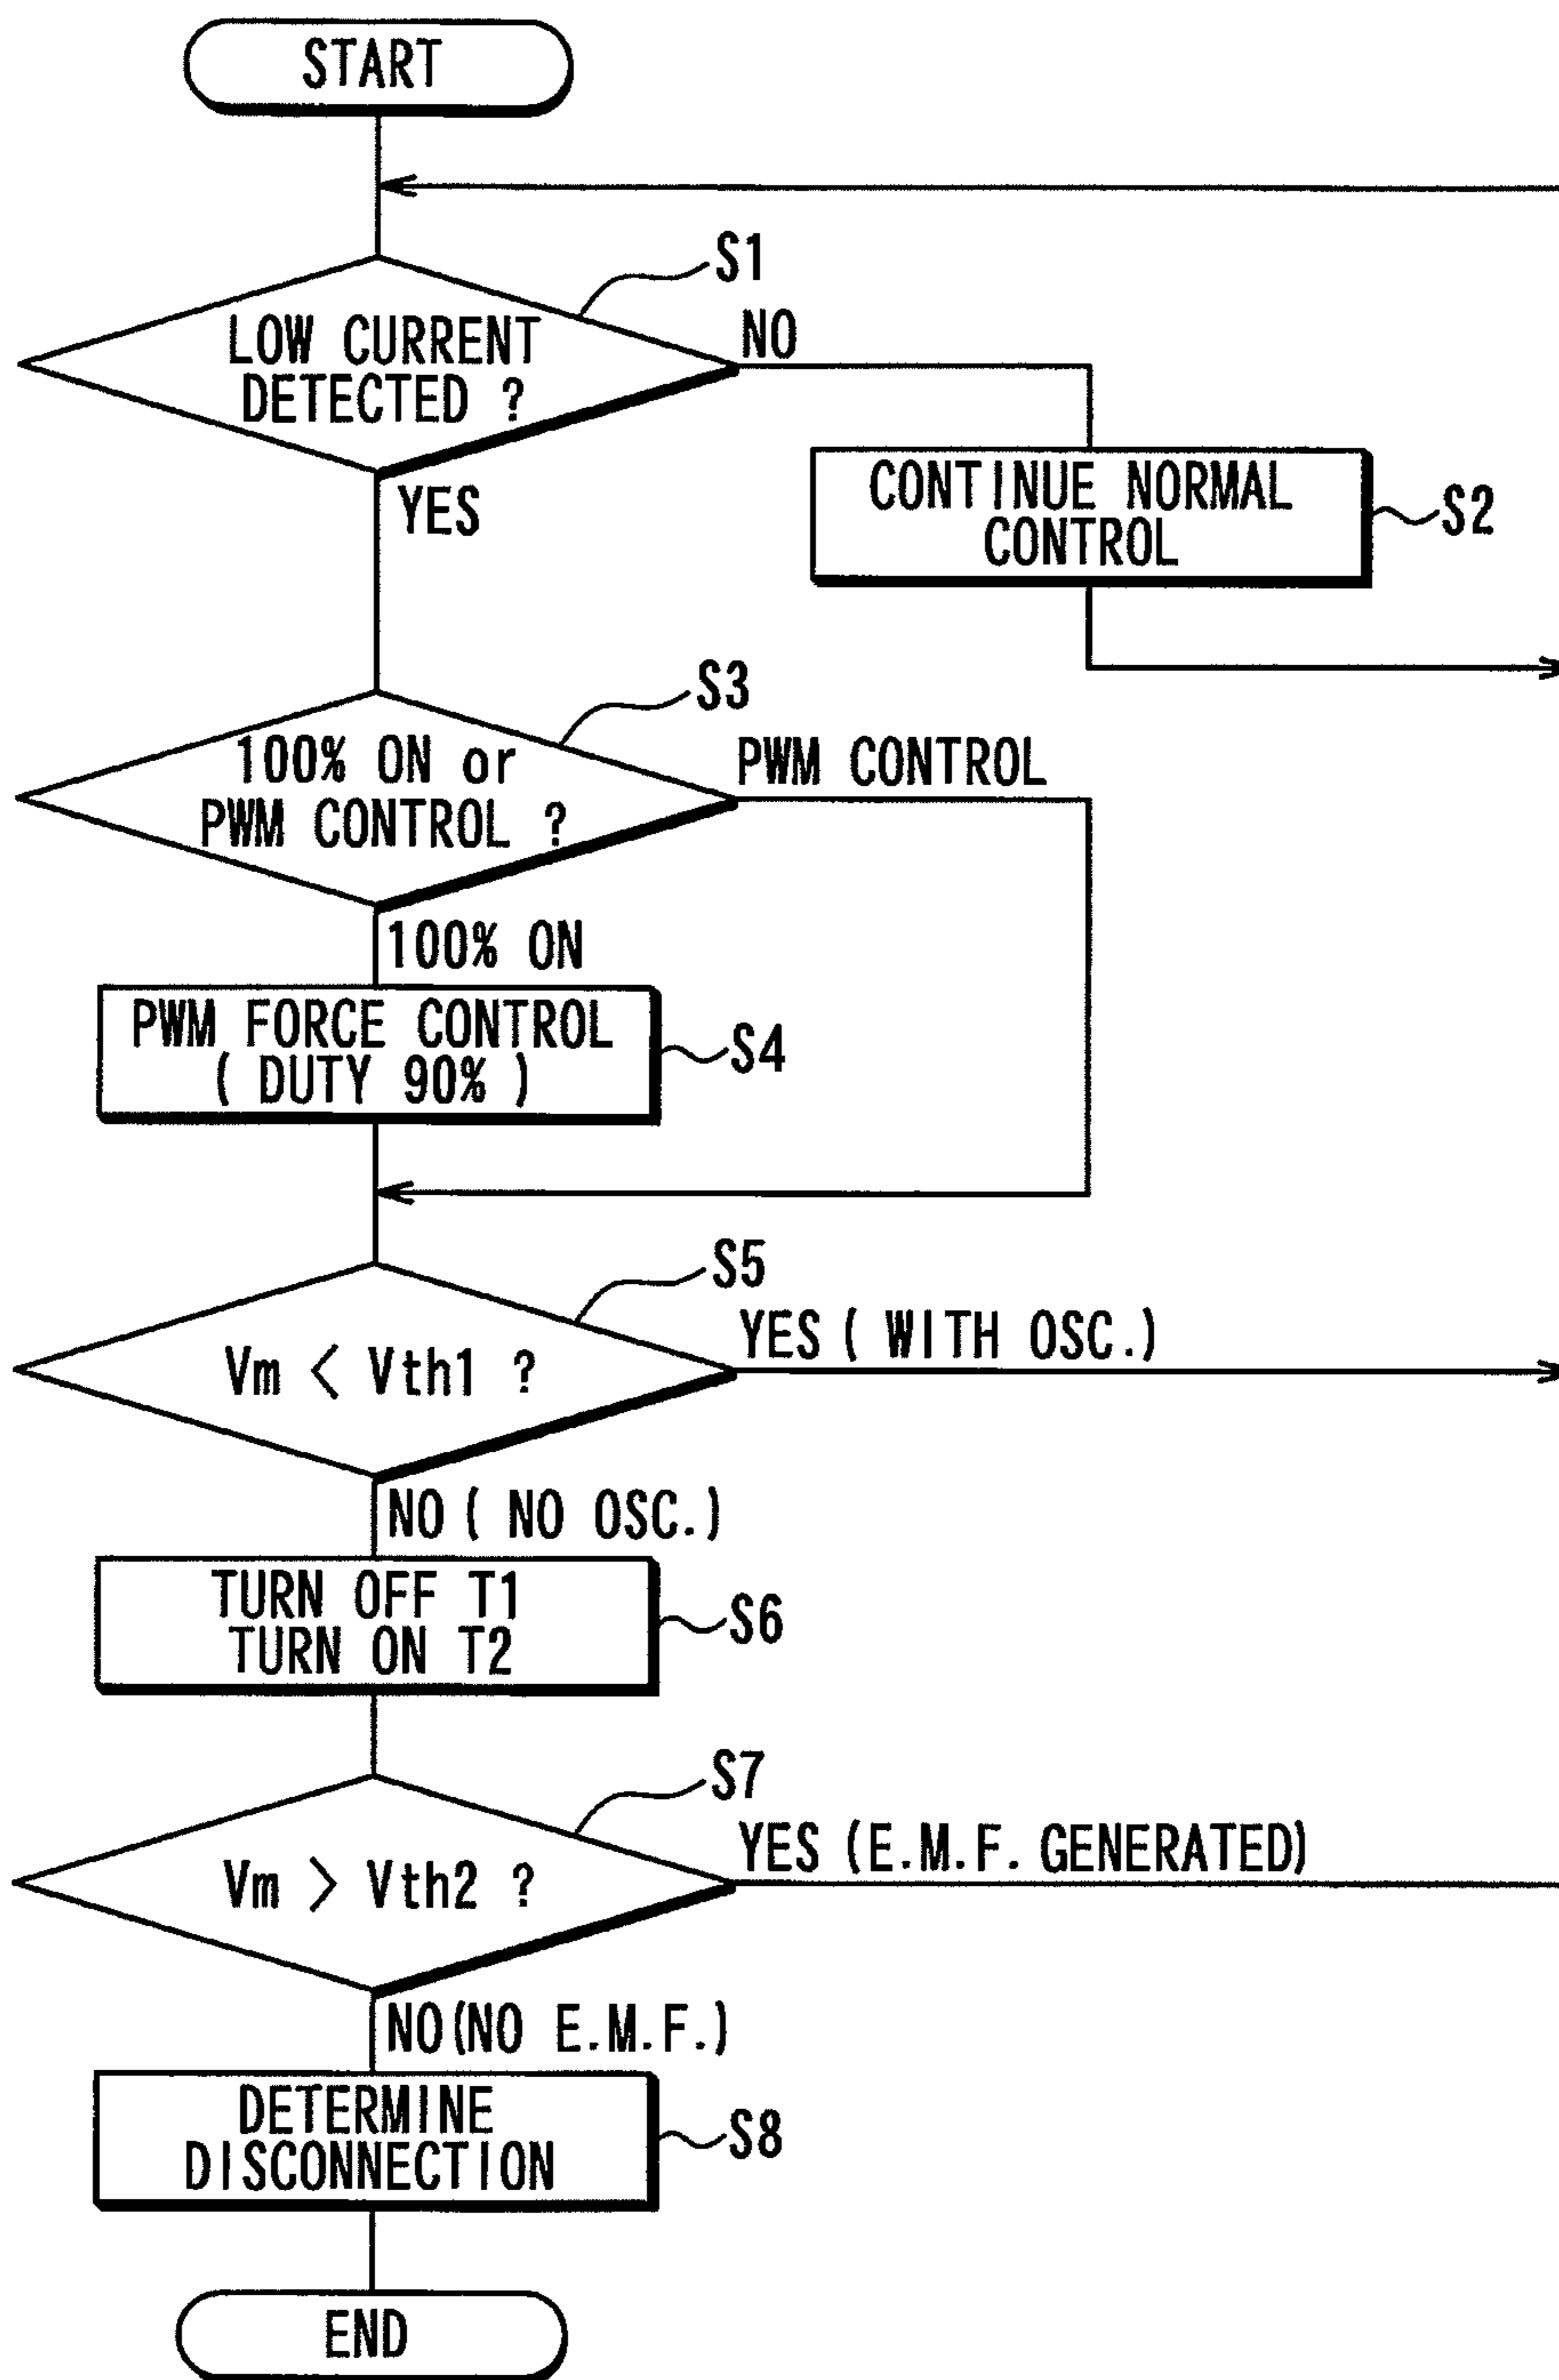 START
S1
LOW CURRENT
DETECTED ?
NO
YES
CONTINUE NORMAL
CONTROL
S2
S3
100% ON or
PWM CONTROL ?
PWM CONTROL
100% ON
PWM FORCE CONTROL
( DUTY 90% )
S4
S5
Vm < Vth1 ?
YES ( WITH OSC.)
NO ( NO OSC.)
TURN OFF T1
TURN ON T2
S6
S7
Vm > Vth2 ?
YES (E.M.F. GENERATED)
NO (NO E.M.F.)
DETERMINE
DISCONNECTION
S8
END